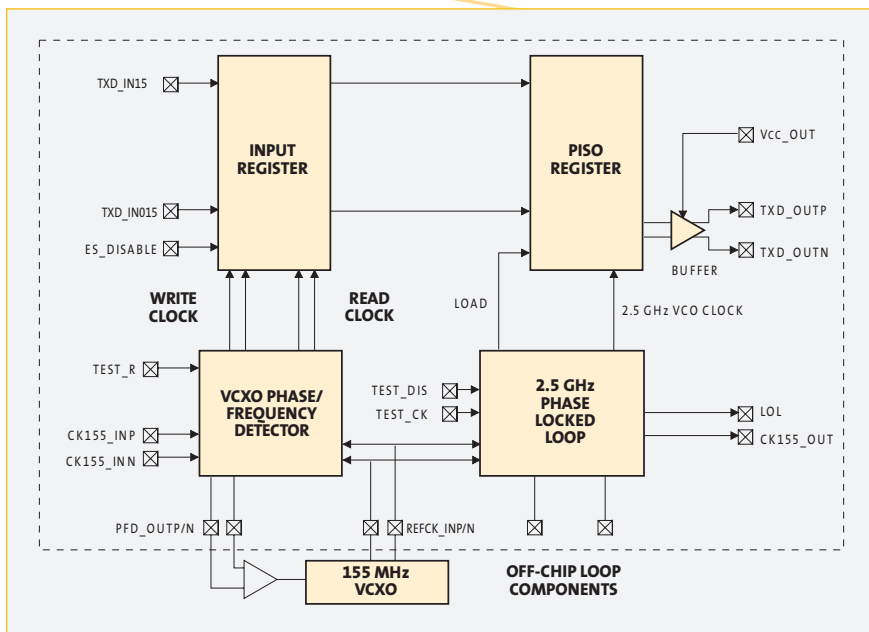 TXD_IN15
INPUT
REGISTER
PISO
REGISTER
Vcc_OUT
TXD_IN015
TXD_OUTP
ES_DISABLE
TXD_OUTN
BUFFER
WRITE
CLOCK
READ
CLOCK
LOAD
2.5 GHz VCO CLOCK
TEST_R
VCXO PHASE/
FREQUENCY
DETECTOR
TEST_DIS
TEST_CK
2.5 GHz
PHASE
LOCKED
LOOP
LOL
CK155_INP
CK155_OUT
CK155_INN
PFD_OUTP/N
REFCK_INP/N
155 MHz
VCXO
OFF-CHIP LOOP
COMPONENTS